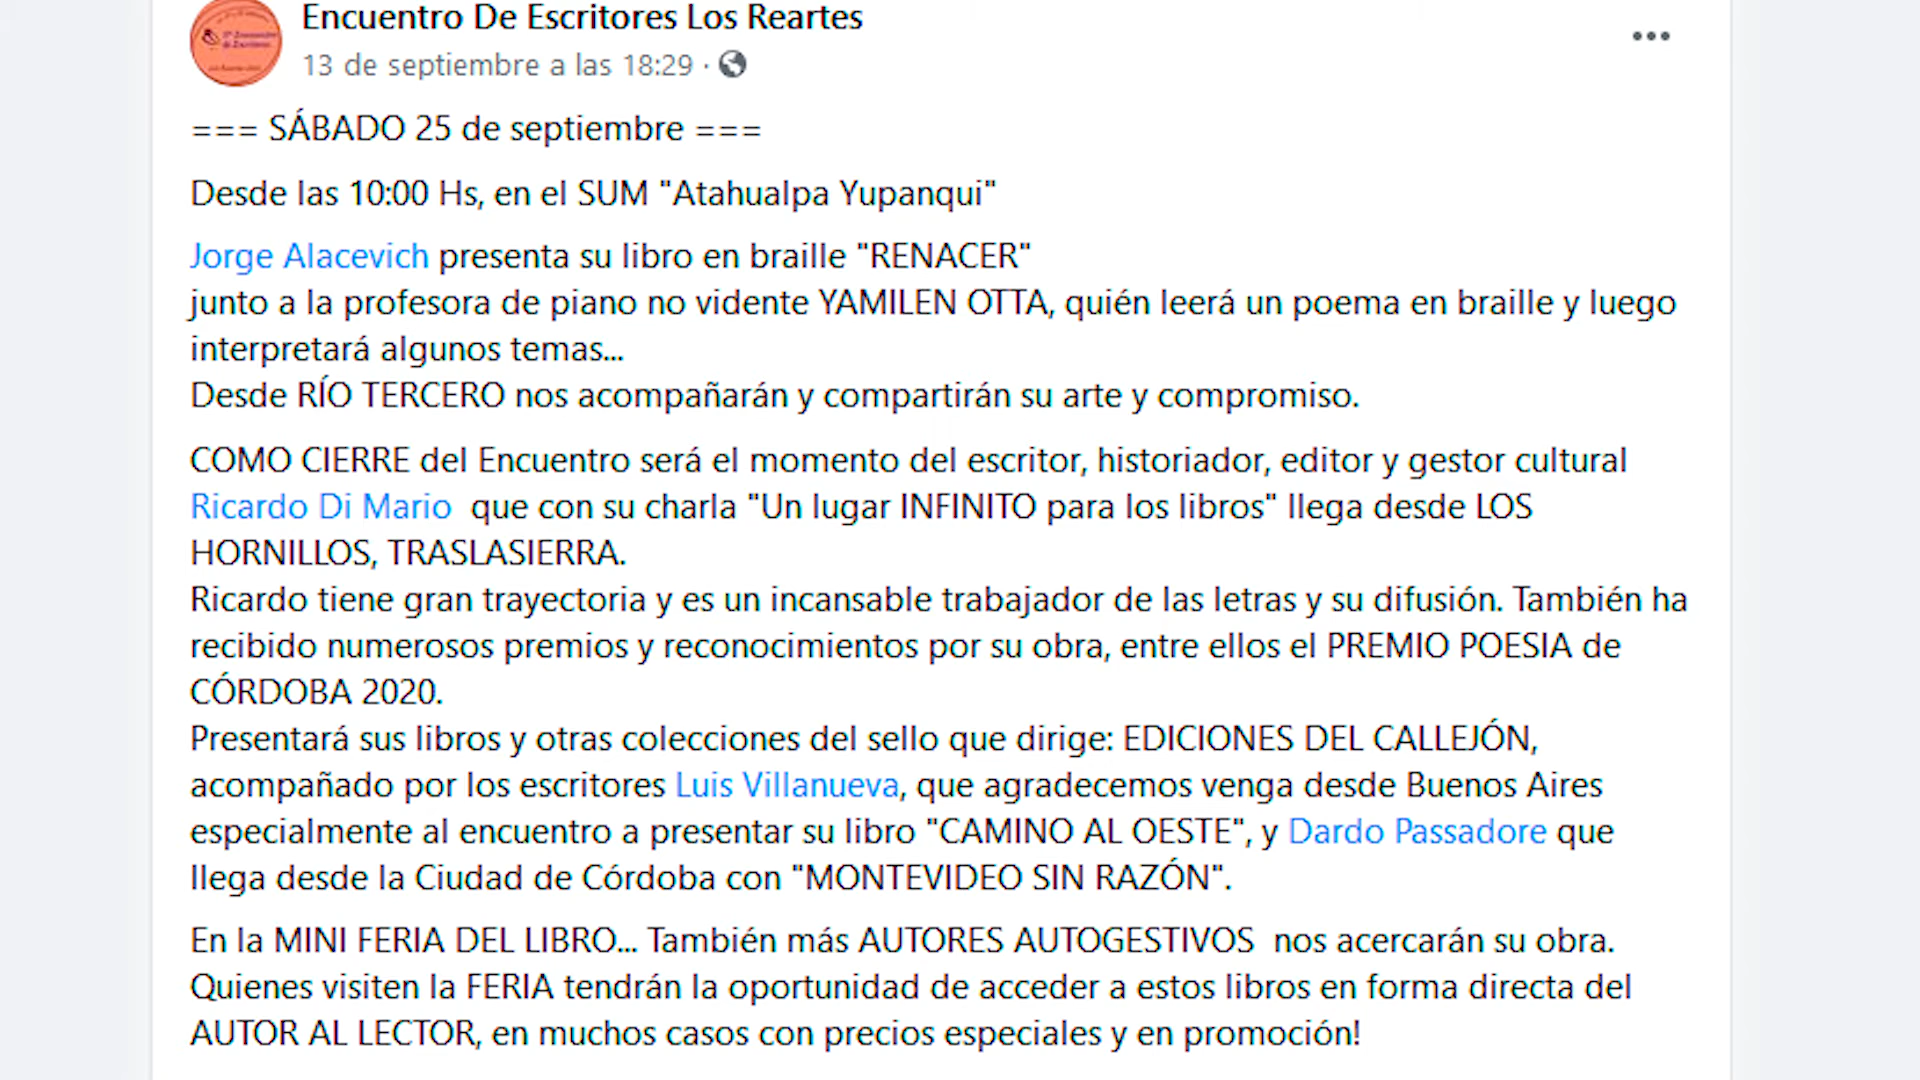 Encuentro De Escritores Los Reartes
13 de septiembre a las 18:29 ·
=== SÁBADO 25 de septiembre ===
Desde las 10:00 Hs, en el SUM "Atahualpa Yupanqui"
Jorge Alacevich presenta su libro en braille "RENACER"
junto a la profesora de piano no vidente YAMILEN OTTA, quién leerá un poema en braille y luego
interpretará algunos temas...
Desde RÍO TERCERO nos acompañarán y compartirán su arte y compromiso.
COMO CIERRE del Encuentro será el momento del escritor, historiador, editor y gestor cultural
Ricardo Di Mario  que con su charla "Un lugar INFINITO para los libros" llega desde LOS
HORNILLOS, TRASLASIERRA.
Ricardo tiene gran trayectoria y es un incansable trabajador de las letras y su difusión. También ha
recibido numerosos premios y reconocimientos por su obra, entre ellos el PREMIO POESIA de
CÓRDOBA 2020.
Presentará sus libros y otras colecciones del sello que dirige: EDICIONES DEL CALLEJÓN,
acompañado por los escritores Luis Villanueva, que agradecemos venga desde Buenos Aires
especialmente al encuentro a presentar su libro "CAMINO AL OESTE", y Dardo Passadore que
llega desde la Ciudad de Córdoba con "MONTEVIDEO SIN RAZÓN".
En la MINI FERIA DEL LIBRO... También más AUTORES AUTOGESTIVOS  nos acercarán su obra.
Quienes visiten la FERIA tendrán la oportunidad de acceder a estos libros en forma directa del
AUTOR AL LECTOR, en muchos casos con precios especiales y en promoción!